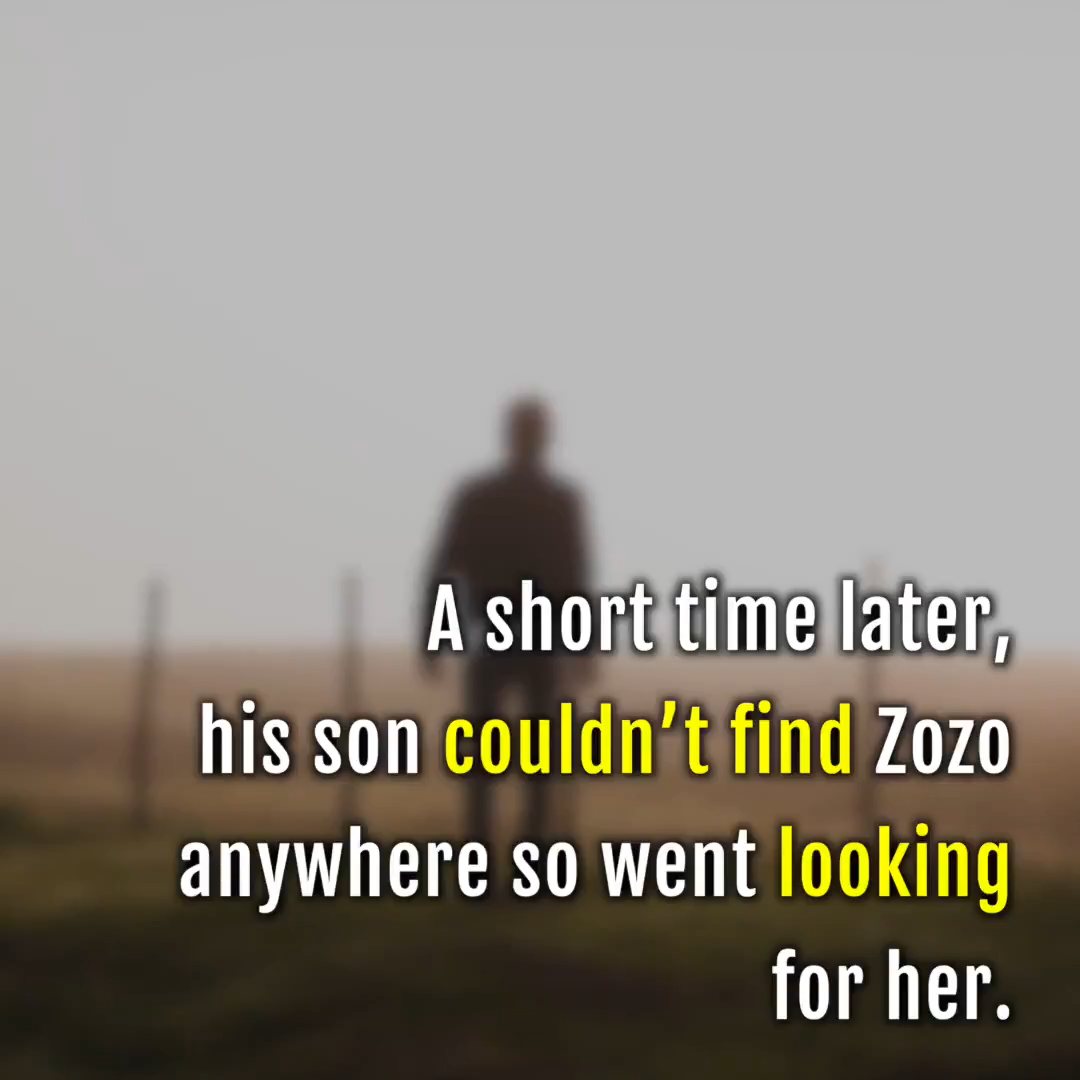 A short time later,
his son couldn’t find Zozo
anywhere so went looking
for her.